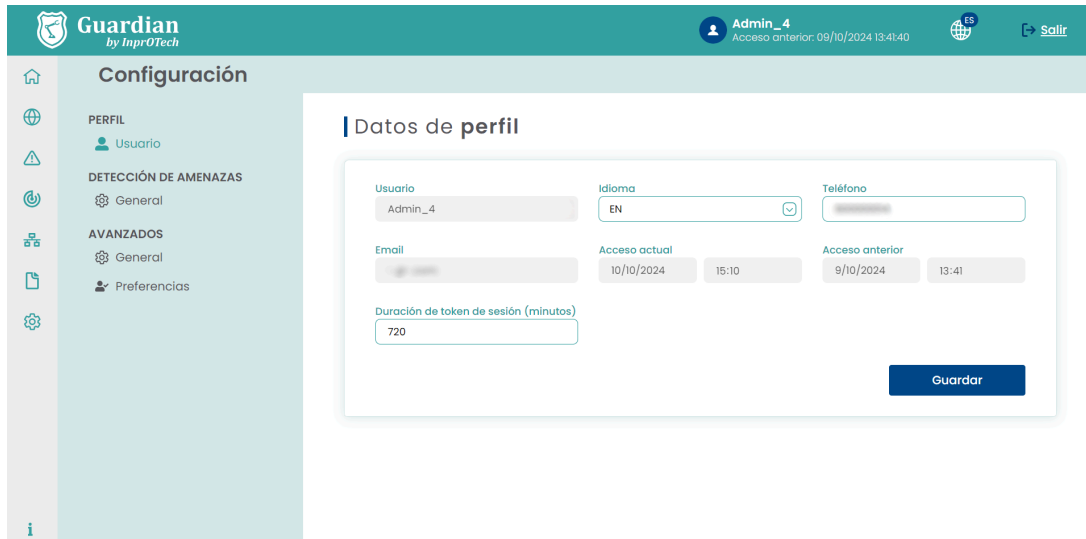 Guardian
by InprOTech
Admin_4
Acceso anterior: 09/10/2024 13:41:40
ES
Salir
Configuración
PERFIL
Usuario
DETECCIÓN DE AMENAZAS
General
AVANZADOS
General
Preferencias
Datos de perfil
Usuario
Idioma
Teléfono
Admin_4
EN
Email
Acceso actual
Acceso anterior
10/10/2024
15:10
9/10/2024
13:41
Duración de token de sesión (minutos)
720
Guardar
i